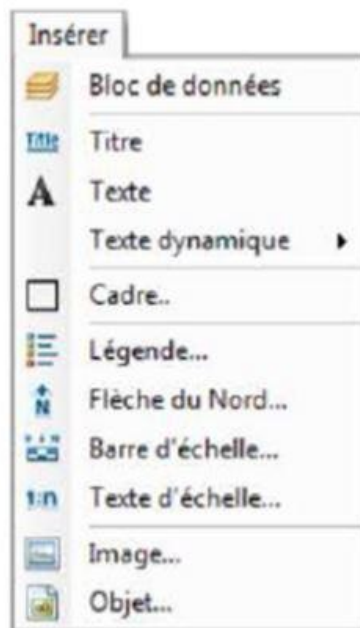 Insérer
Bloc de données
Title Titre
A Texte
Texte dynamique
Cadre..
Légende...
N Flèche du Nord...
Barre d'échelle...
1:n Texte d'échelle...
Image...
Objet...